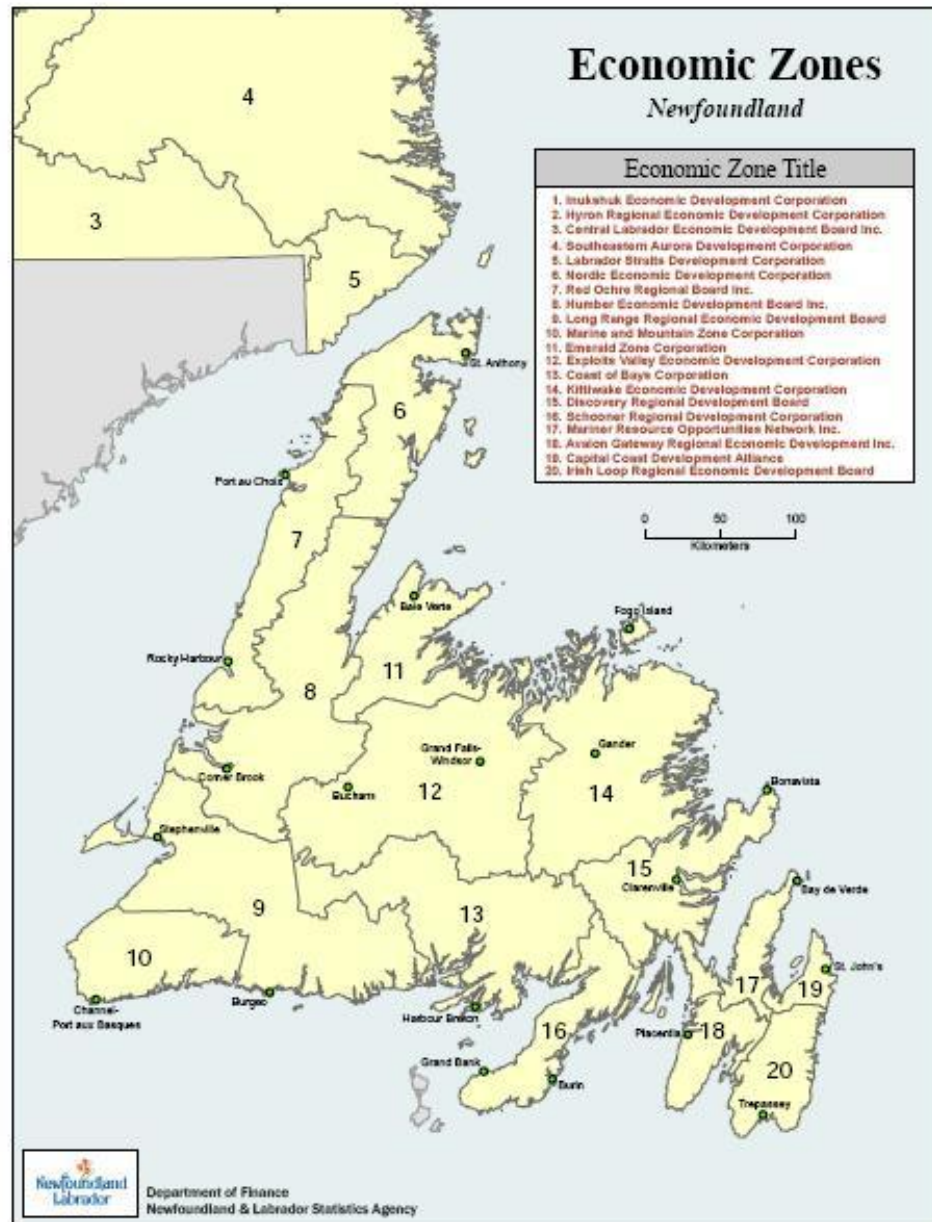 Economic Zones
Newfoundland
Economic Zone Title
1. Inukshuk Economic Development Corporation
2. Hyron Regional Economic Development Corporation
3. Central Labrador Economic Development Board Inc.
4. Southeastern Aurora Development Corporation
5. Labrador Straits Development Corporation
6. Nordic Economic Development Corporation
7. Red Ochre Regional Board Inc.
8. Humber Economic Development Board Inc.
9. Long Range Regional Economic Development Board
10. Marine and Mountain Zone Corporation
11. Emerald Zone Corporation
12. Exploits Valley Economic Development Corporation
13. Coast of Bays Corporation
14. Kittiwake Economic Development Corporation
15. Discovery Regional Development Board
16. Schooner Regional Development Corporation
17. Mariner Resource Opportunities Network Inc.
18. Avalon Gateway Regional Economic Development Inc.
19. Capital Coast Development Alliance
20. Irish Loop Regional Economic Development Board
0 50 100
Kilometers
4
3
5
St. Anthony
6
Port au Choix
7
Baie Verte
Fogo Island
Rocky Harbour
11
8
Grand Falls-
Windsor
Gander
Corner Brook
Buchans
12
14
Bonavista
Stephenville
15
Clarenville
Bay de Verde
9
13
10
St. John's
17
19
Channel-
Port aux Basques
Burgeo
Harbour Breton
16
Placentia
18
Grand Bank
Burin
20
Trepassey
Newfoundland
Labrador
Department of Finance
Newfoundland & Labrador Statistics Agency